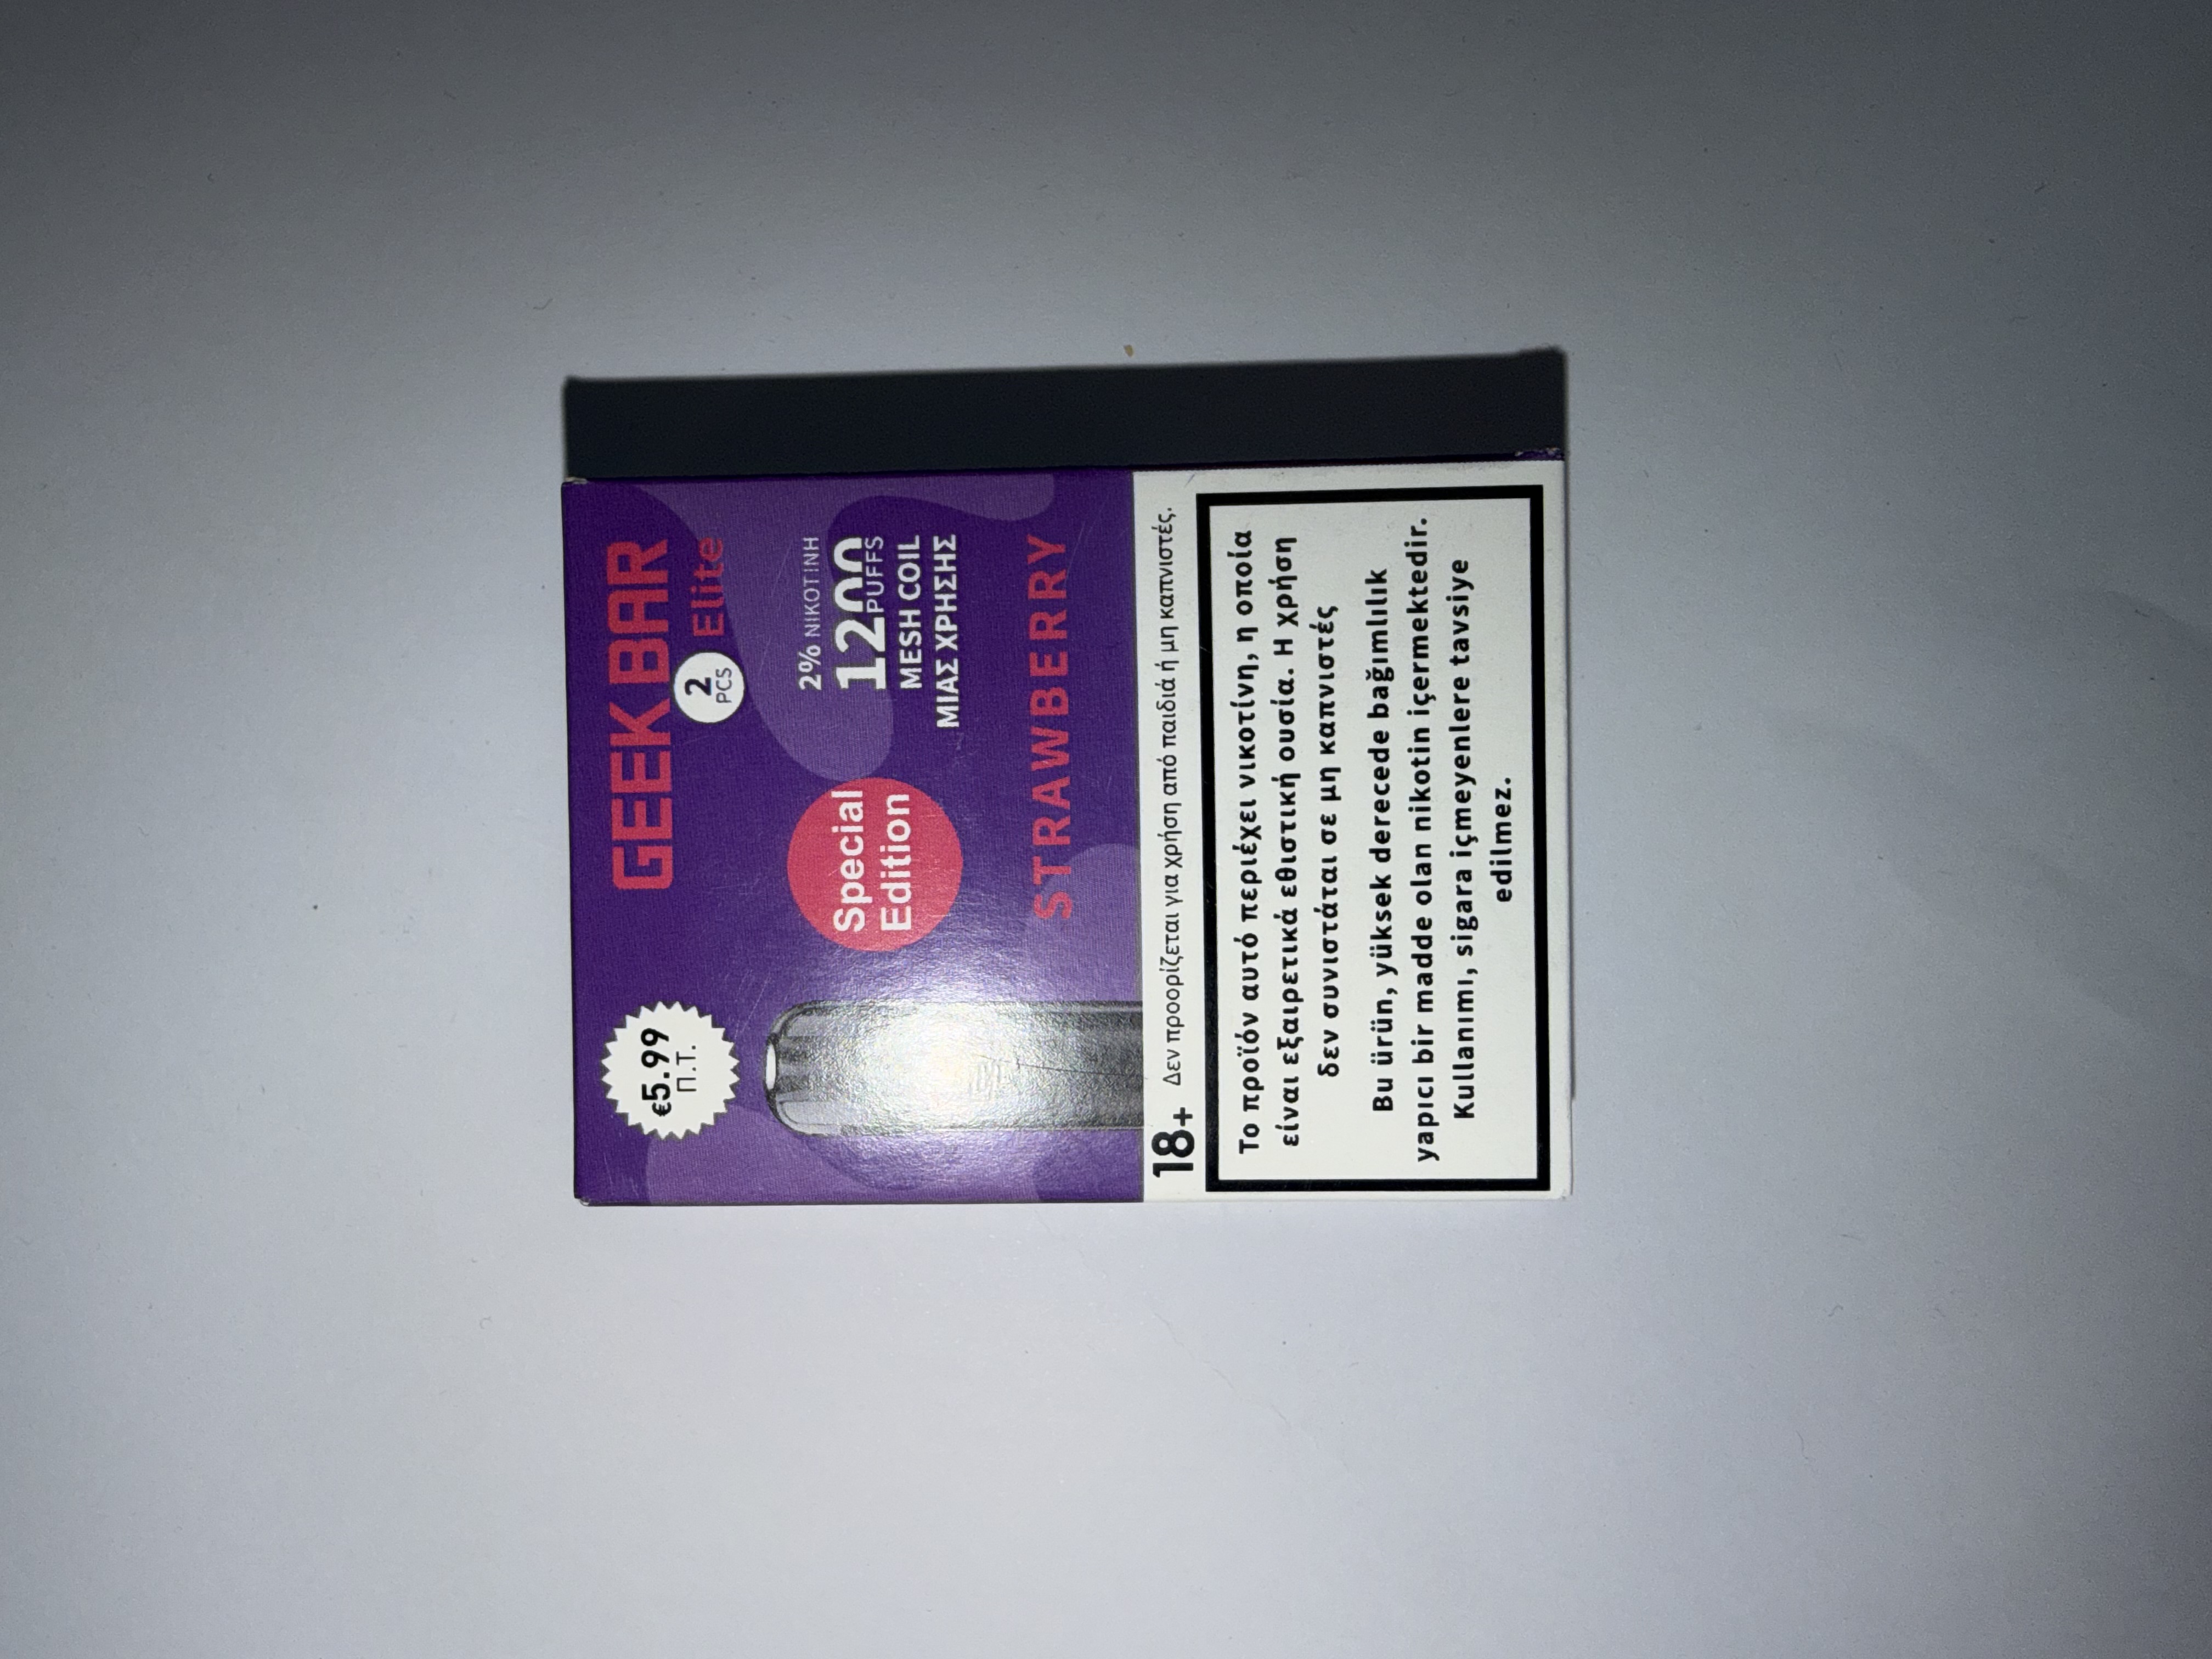 €5.99
Π.Τ.
GEEK BAR
2
PCS
Elite
Special
Edition
2% ΝΙΚΟΤΙΝΗ
1200
PUFFS
MESH COIL
ΜΙΑΣ ΧΡΗΣΗΣ
STRAWBERRY
18+ Δεν προορίζεται για χρήση από παιδιά ή μη καπνιστές.
Το προϊόν αυτό περιέχει νικοτίνη, η οποία
είναι εξαιρετικά εθιστική ουσία. Η χρήση
δεν συνιστάται σε μη καπνιστές
Bu ürün, yüksek derecede bağımlılık
yapıcı bir madde olan nikotin içermektedir.
Kullanımı, sigara içmeyenlere tavsiye
edilmez.